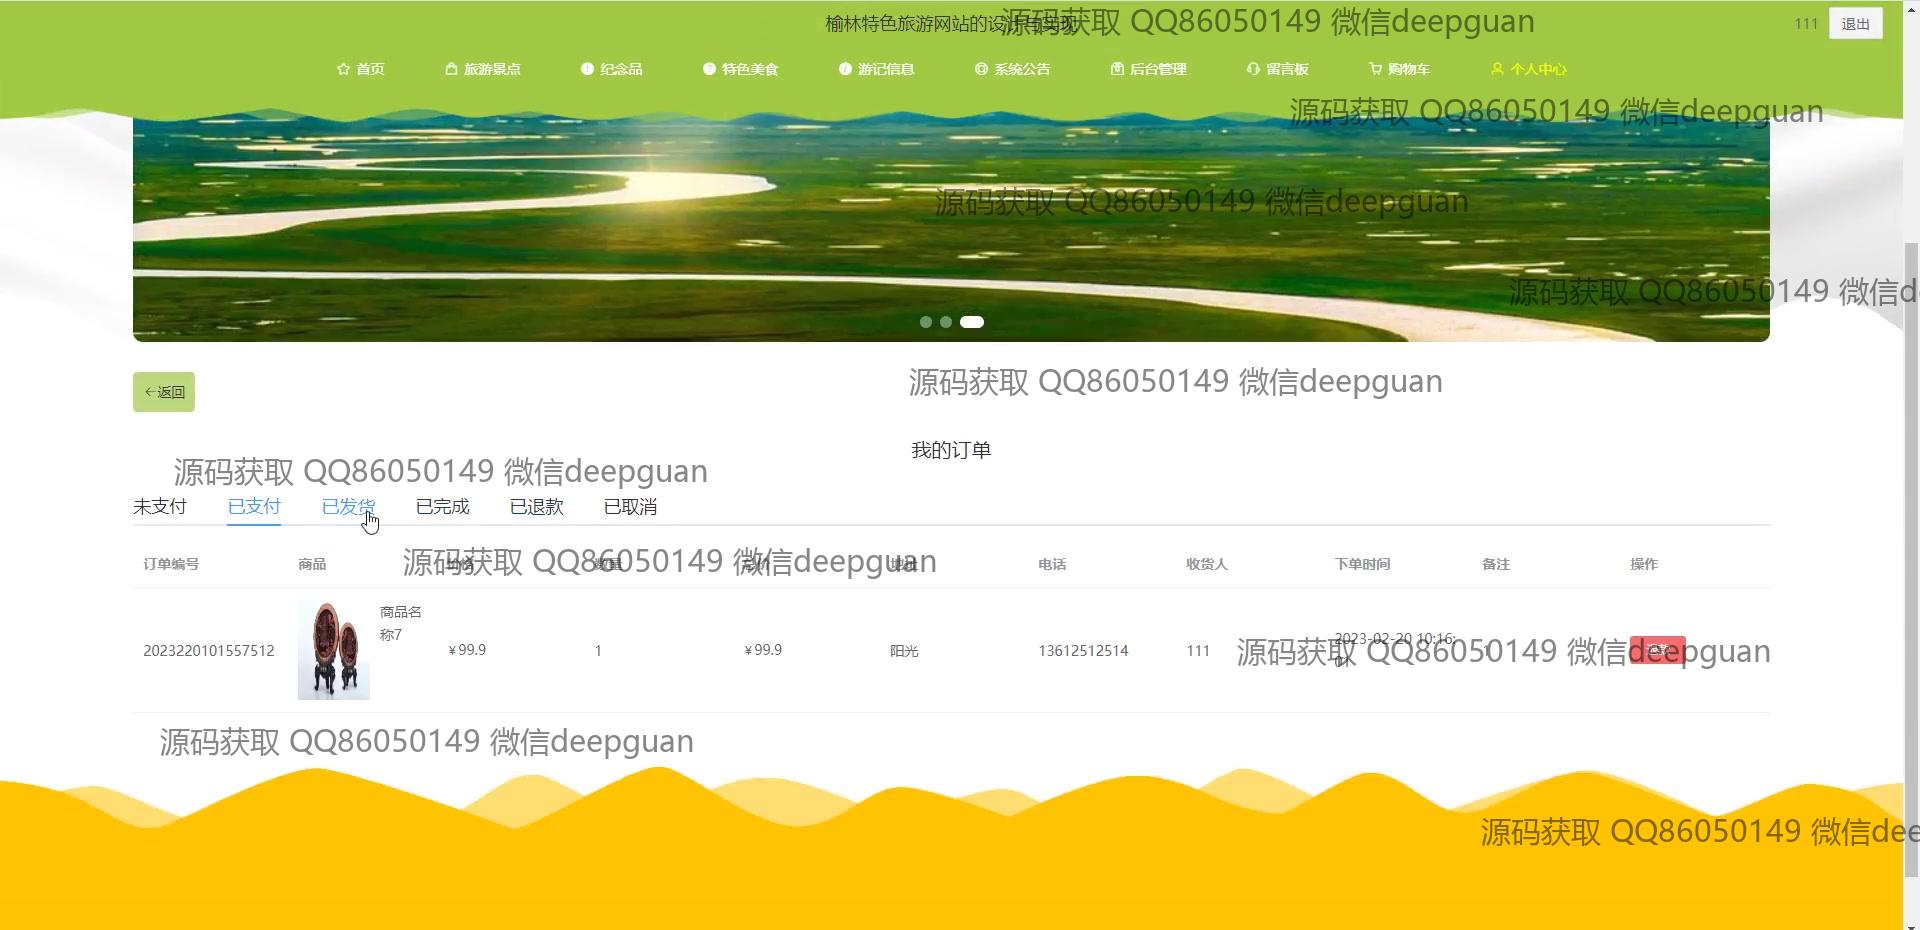 榆林特色旅游网站的设计与实现
源码获取 QQ86050149 微信deepguan
111
退出
首页
旅游景点
纪念品
特色美食
游记信息
系统公告
后台管理
留言板
购物车
个人中心
源码获取 QQ86050149 微信deepguan
源码获取 QQ86050149 微信deepguan
源码获取 QQ86050149 微信d
←返回
源码获取 QQ86050149 微信deepguan
我的订单
源码获取 QQ86050149 微信deepguan
未支付
已支付
已发货
已完成
已退款
已取消
订单编号
商品
源码获取 QQ86050149 微信deepguan
价格
数量
总价
地址
电话
收货人
下单时间
备注
操作
2023220101557512
商品名
称7
￥99.9
1
￥99.9
阳光
13612512514
111
2023-02-20 10:16:
源码获取 QQ86050149 微信deepguan
源码获取 QQ86050149 微信deepguan
源码获取 QQ86050149 微信dee